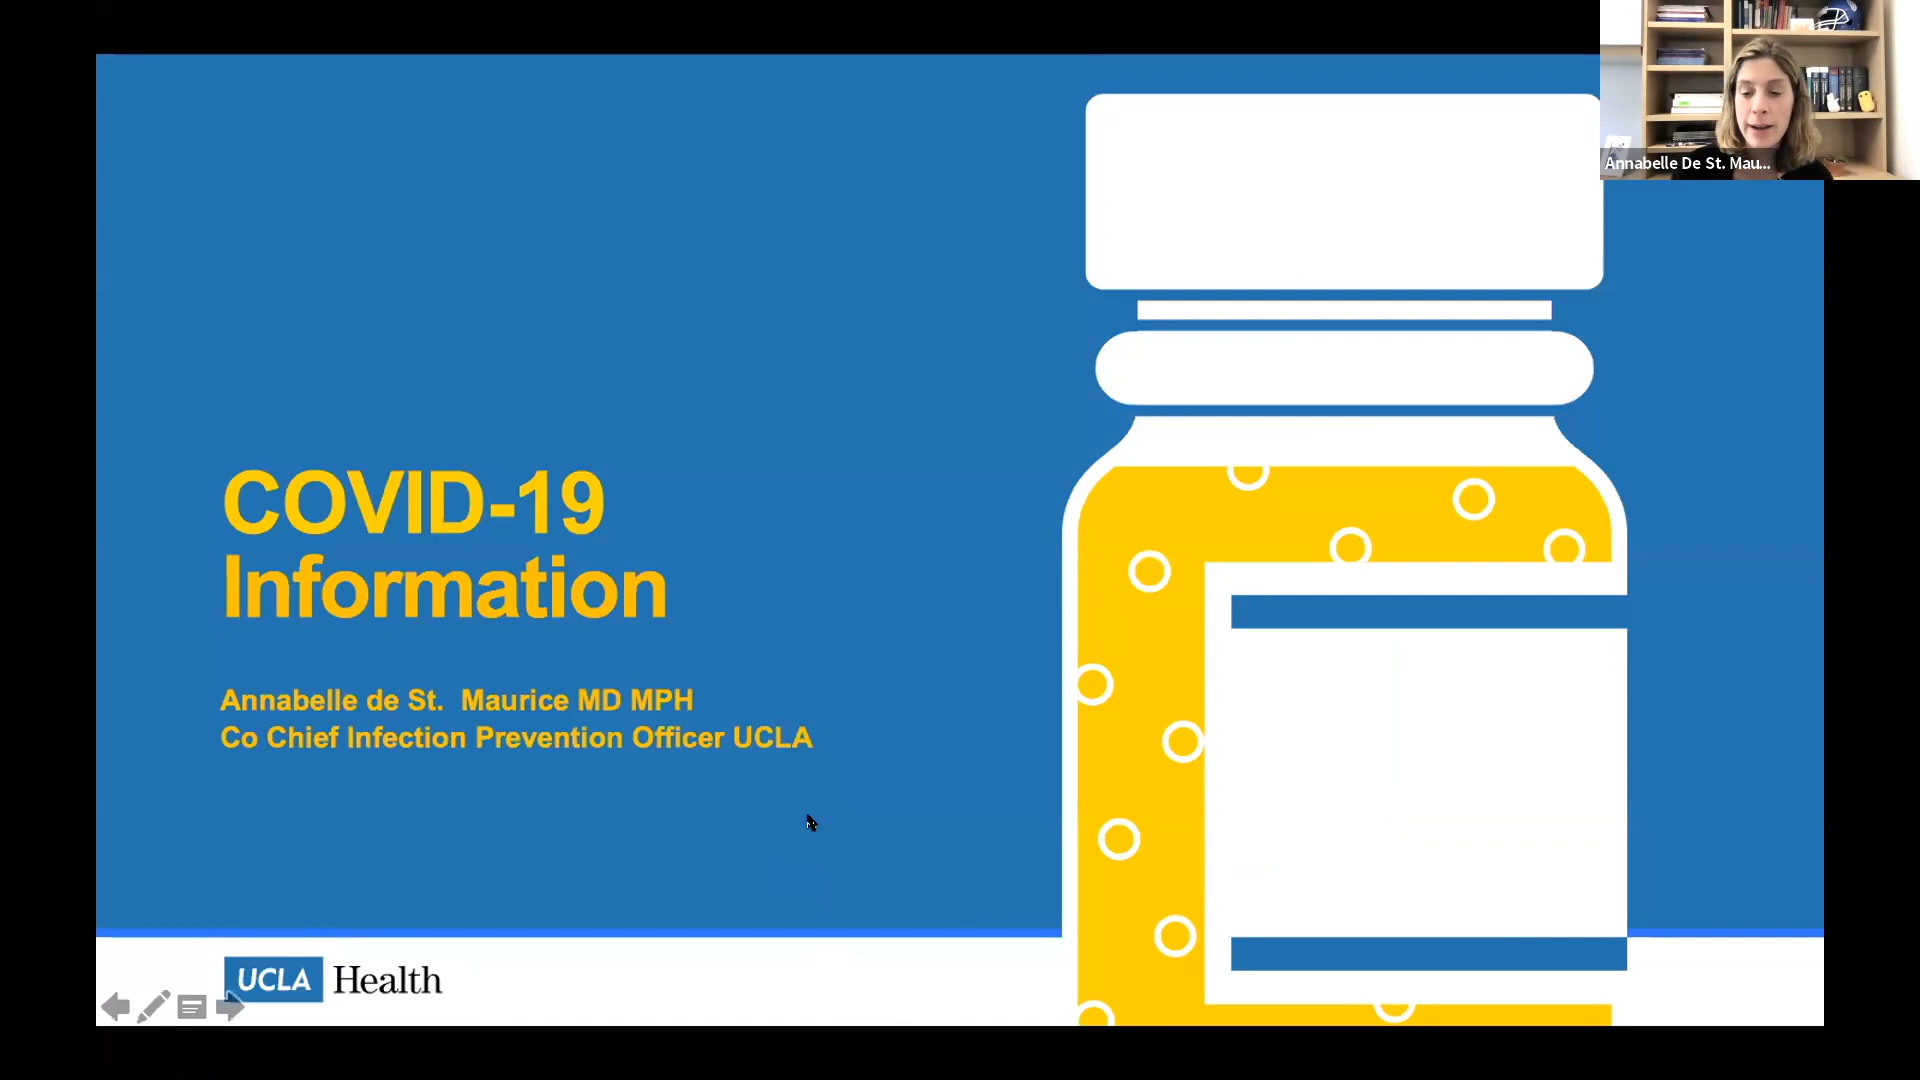 Annabelle De St. Mau...
COVID-19
Information
Annabelle de St.  Maurice MD MPH
Co Chief Infection Prevention Officer UCLA
UCLA Health